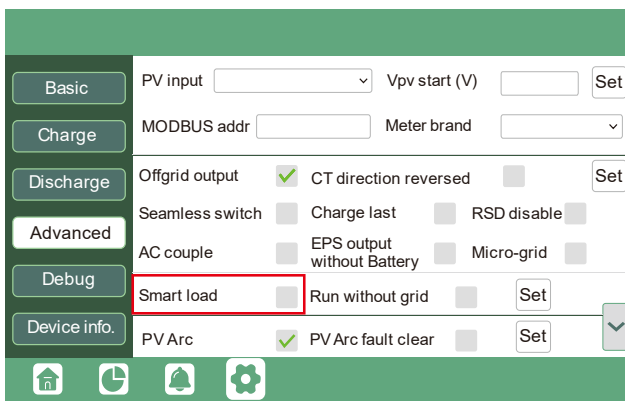 Basic
Charge
Discharge
Advanced
Debug
Device info.
PV input Vpv start (V) Set
MODBUS addr Meter brand
Offgrid output CT direction reversed Set
Seamless switch Charge last RSD disable
AC couple EPS output without Battery Micro-grid
Smart load Run without grid Set
PV Arc PV Arc fault clear Set